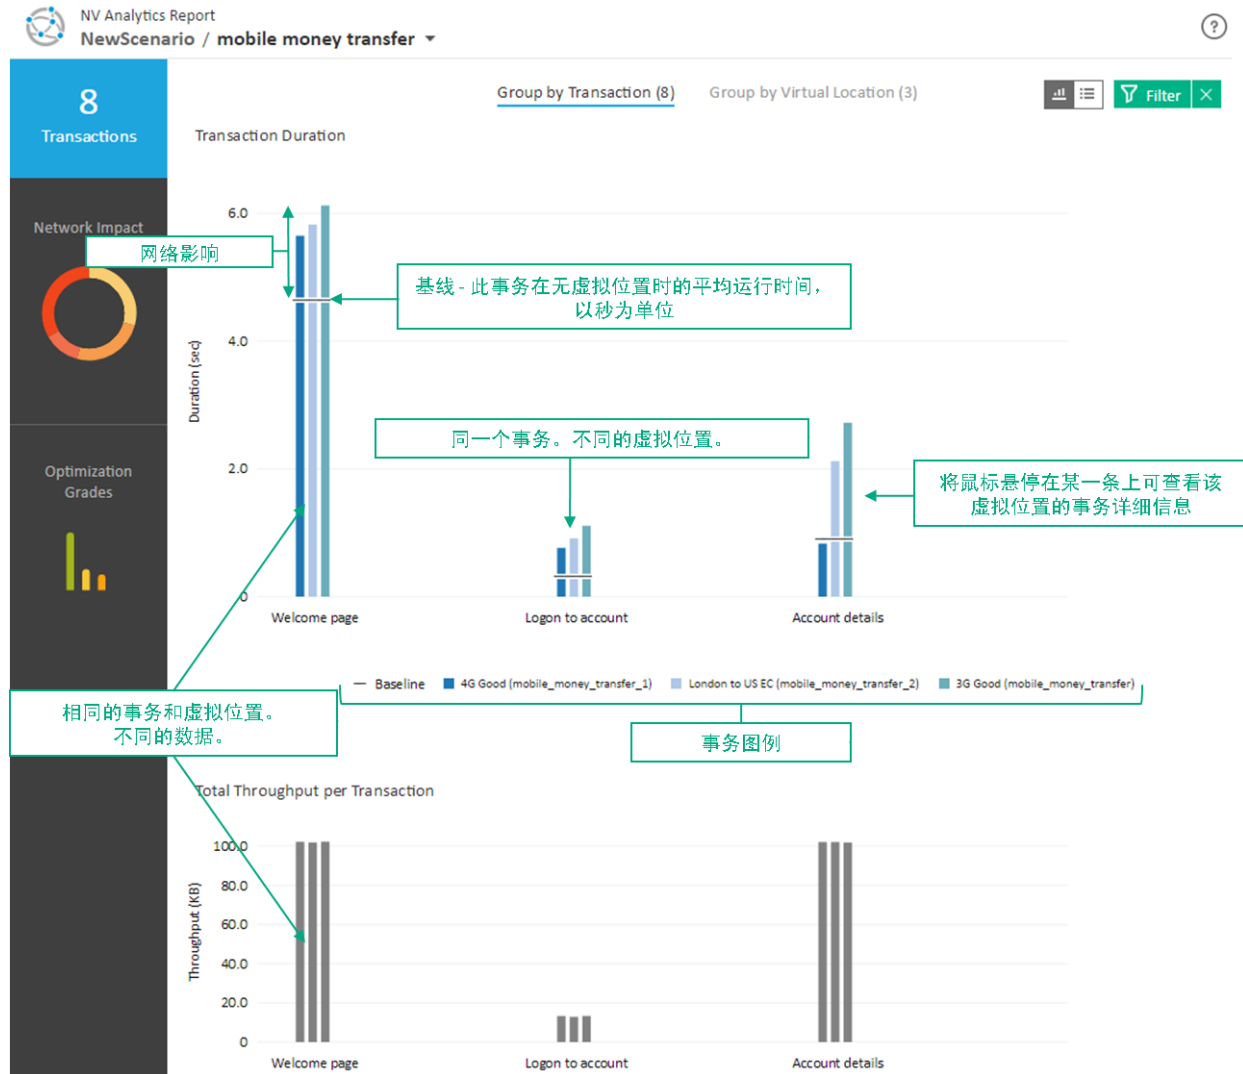 NV Analytics Report
NewScenario / mobile money transfer
?
8
Transactions
Group by Transaction (8)
Group by Virtual Location (3)
Filter
Transaction Duration
Network Impact
网络影响
基线 - 此事务在无虚拟位置时的平均运行时间，
以秒为单位
6.0
4.0
2.0
0
Duration (sec)
同一个事务。不同的虚拟位置。
将鼠标悬停在某一条上可查看该
虚拟位置的事务详细信息
Optimization
Grades
Welcome page
Logon to account
Account details
Baseline
4G Good (mobile_money_transfer_1)
London to US EC (mobile_money_transfer_2)
3G Good (mobile_money_transfer)
相同的事务和虚拟位置。
不同的数据。
事务图例
Total Throughput per Transaction
100.0
80.0
60.0
40.0
20.0
0
Throughput (KB)
Welcome page
Logon to account
Account details